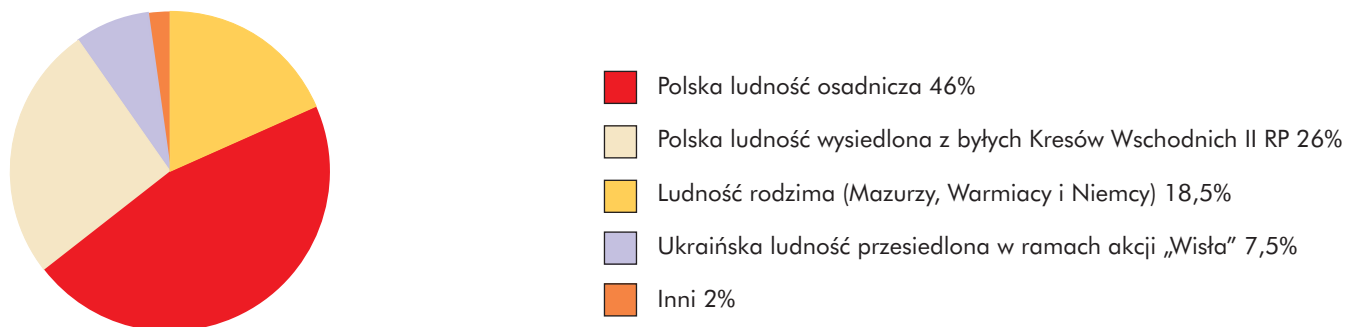 Polska ludność osadnicza 46%
Polska ludność wysiedlona z byłych Kresów Wschodnich II RP 26%
Ludność rodzima (Mazurzy, Warmiacy i Niemcy) 18,5%
Ukraińska ludność przesiedlona w ramach akcji „Wisła” 7,5%
Inni 2%